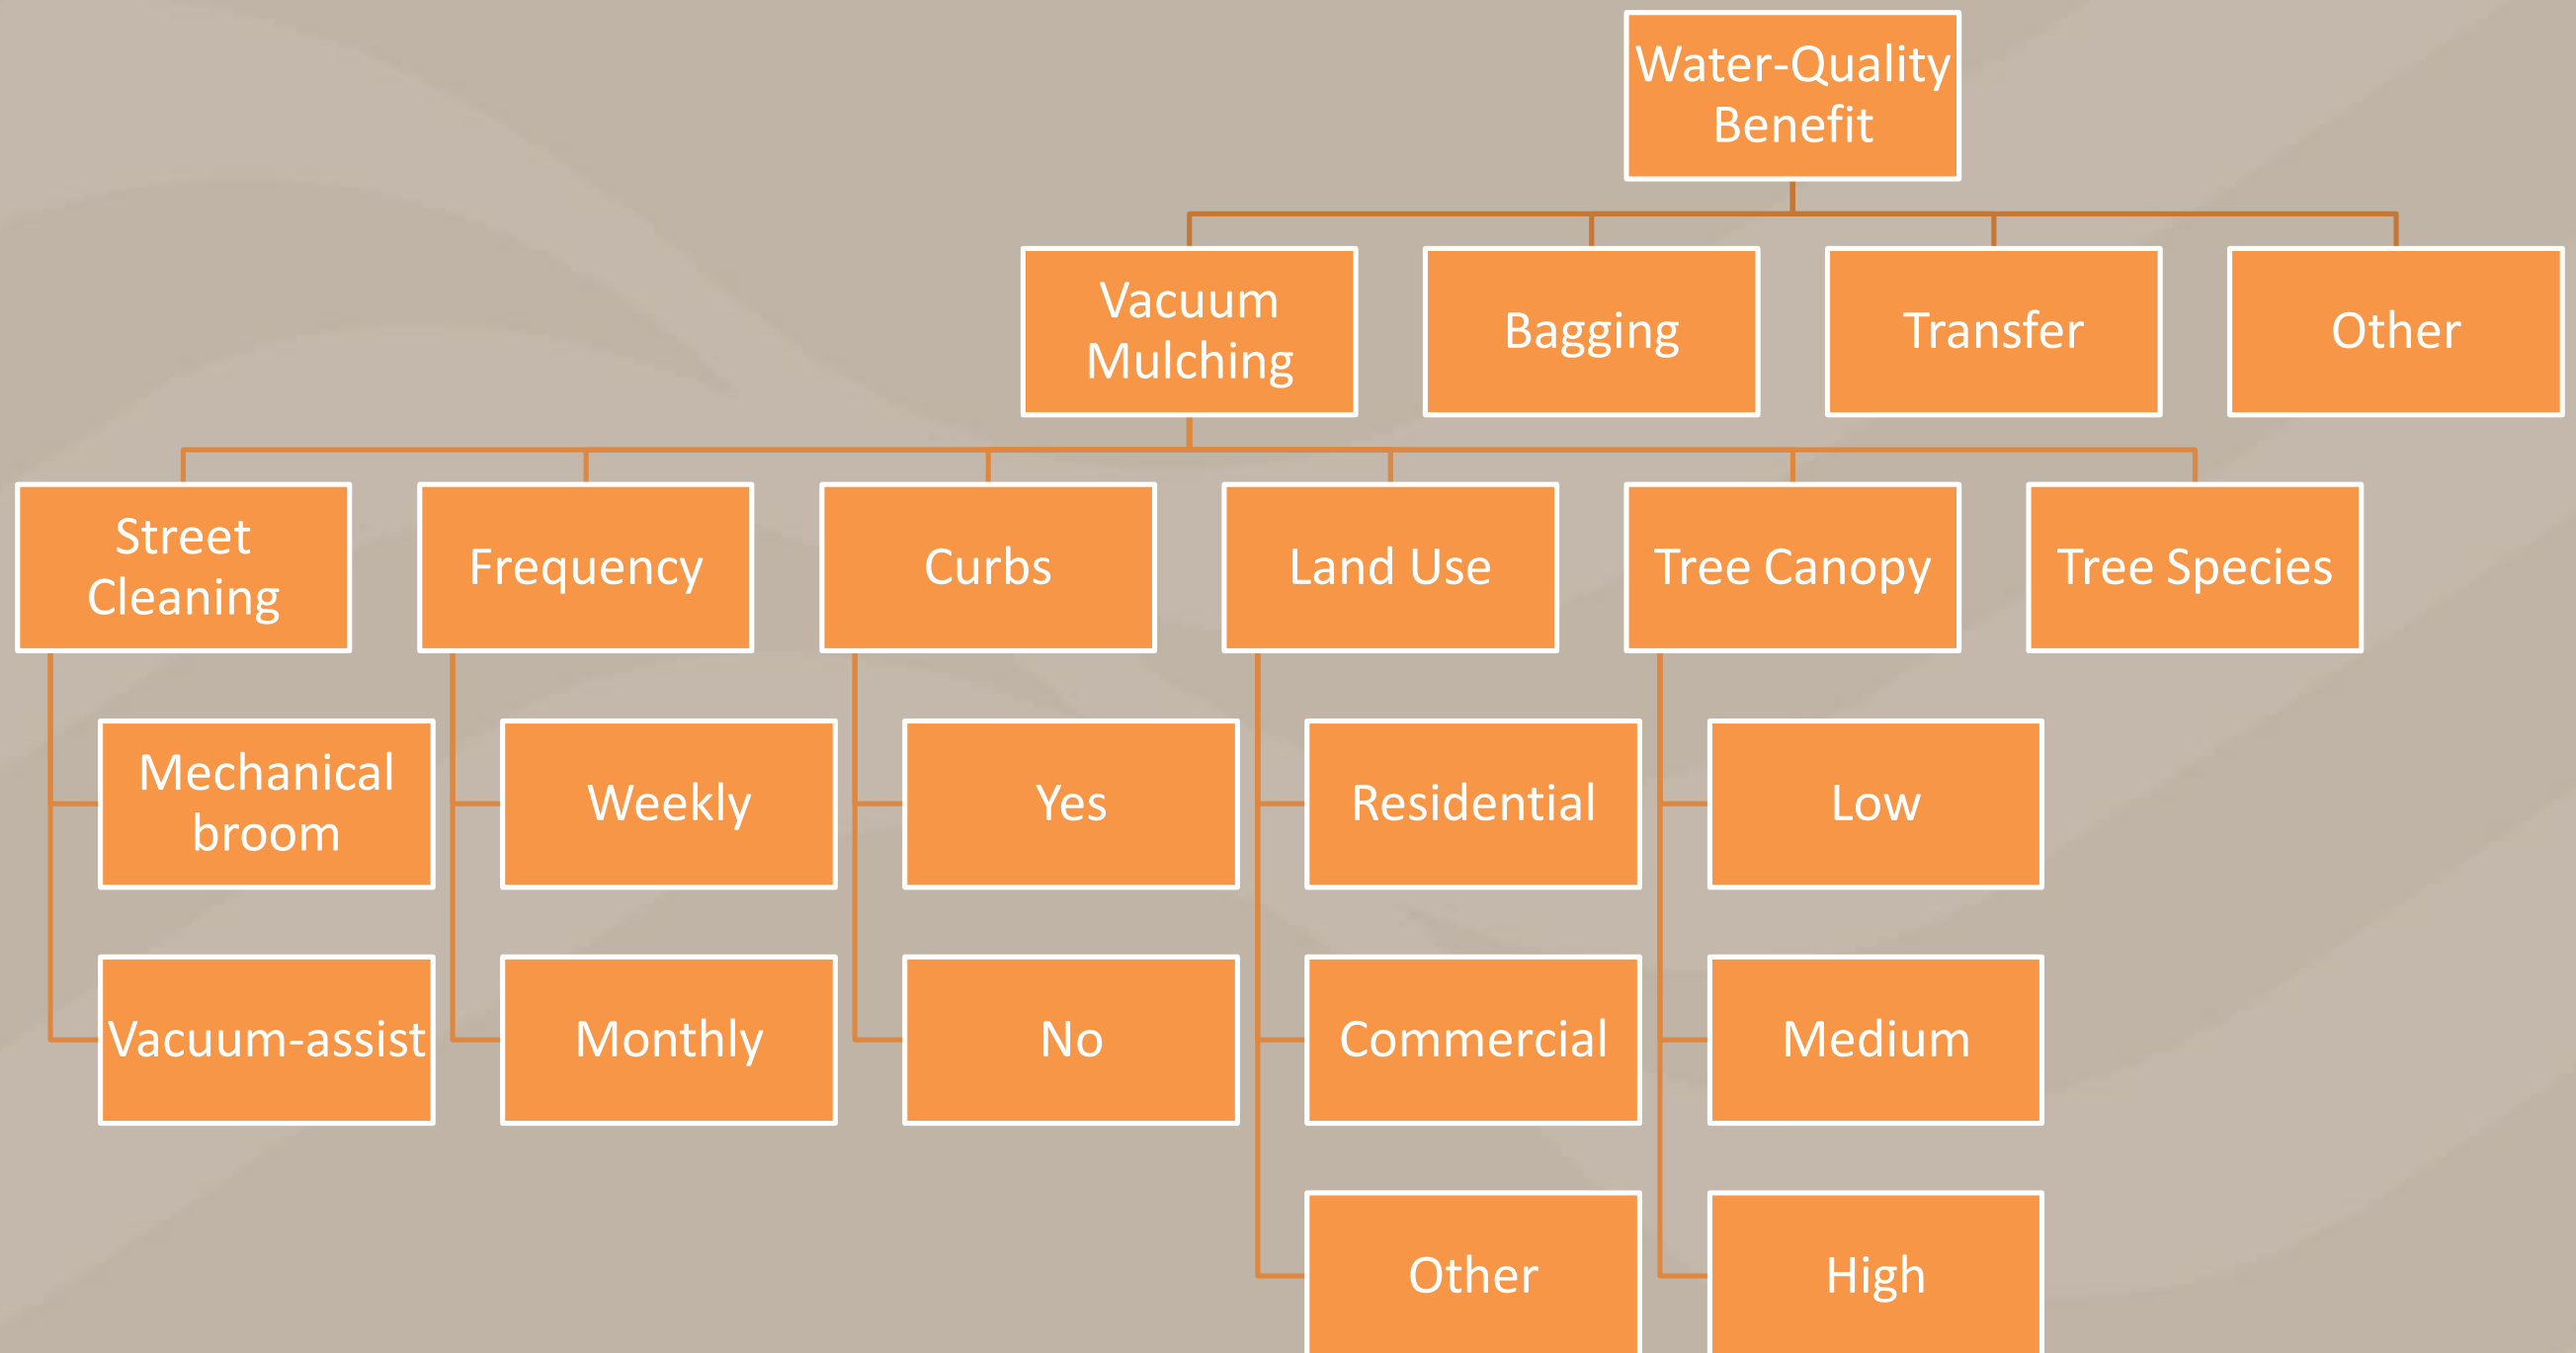 Water-Quality
Benefit
Vacuum
Mulching
Bagging
Transfer
Other
Street
Cleaning
Frequency
Curbs
Land Use
Tree Canopy
Tree Species
Mechanical
broom
Weekly
Yes
Residential
Low
Vacuum-assist
Monthly
No
Commercial
Medium
Other
High